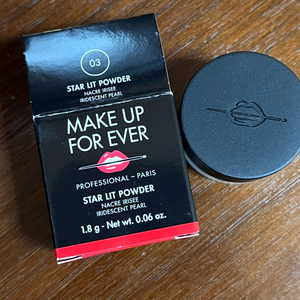 03
STAR LIT POWDER
NACRE IRISÉE
IRIDESCENT PEARL
MAKE UP
FOR EVER
PROFESSIONAL – PARIS
STAR LIT POWDER
NACRE IRISÉE
IRIDESCENT PEARL
1.8 g - Net wt. 0.06 oz.